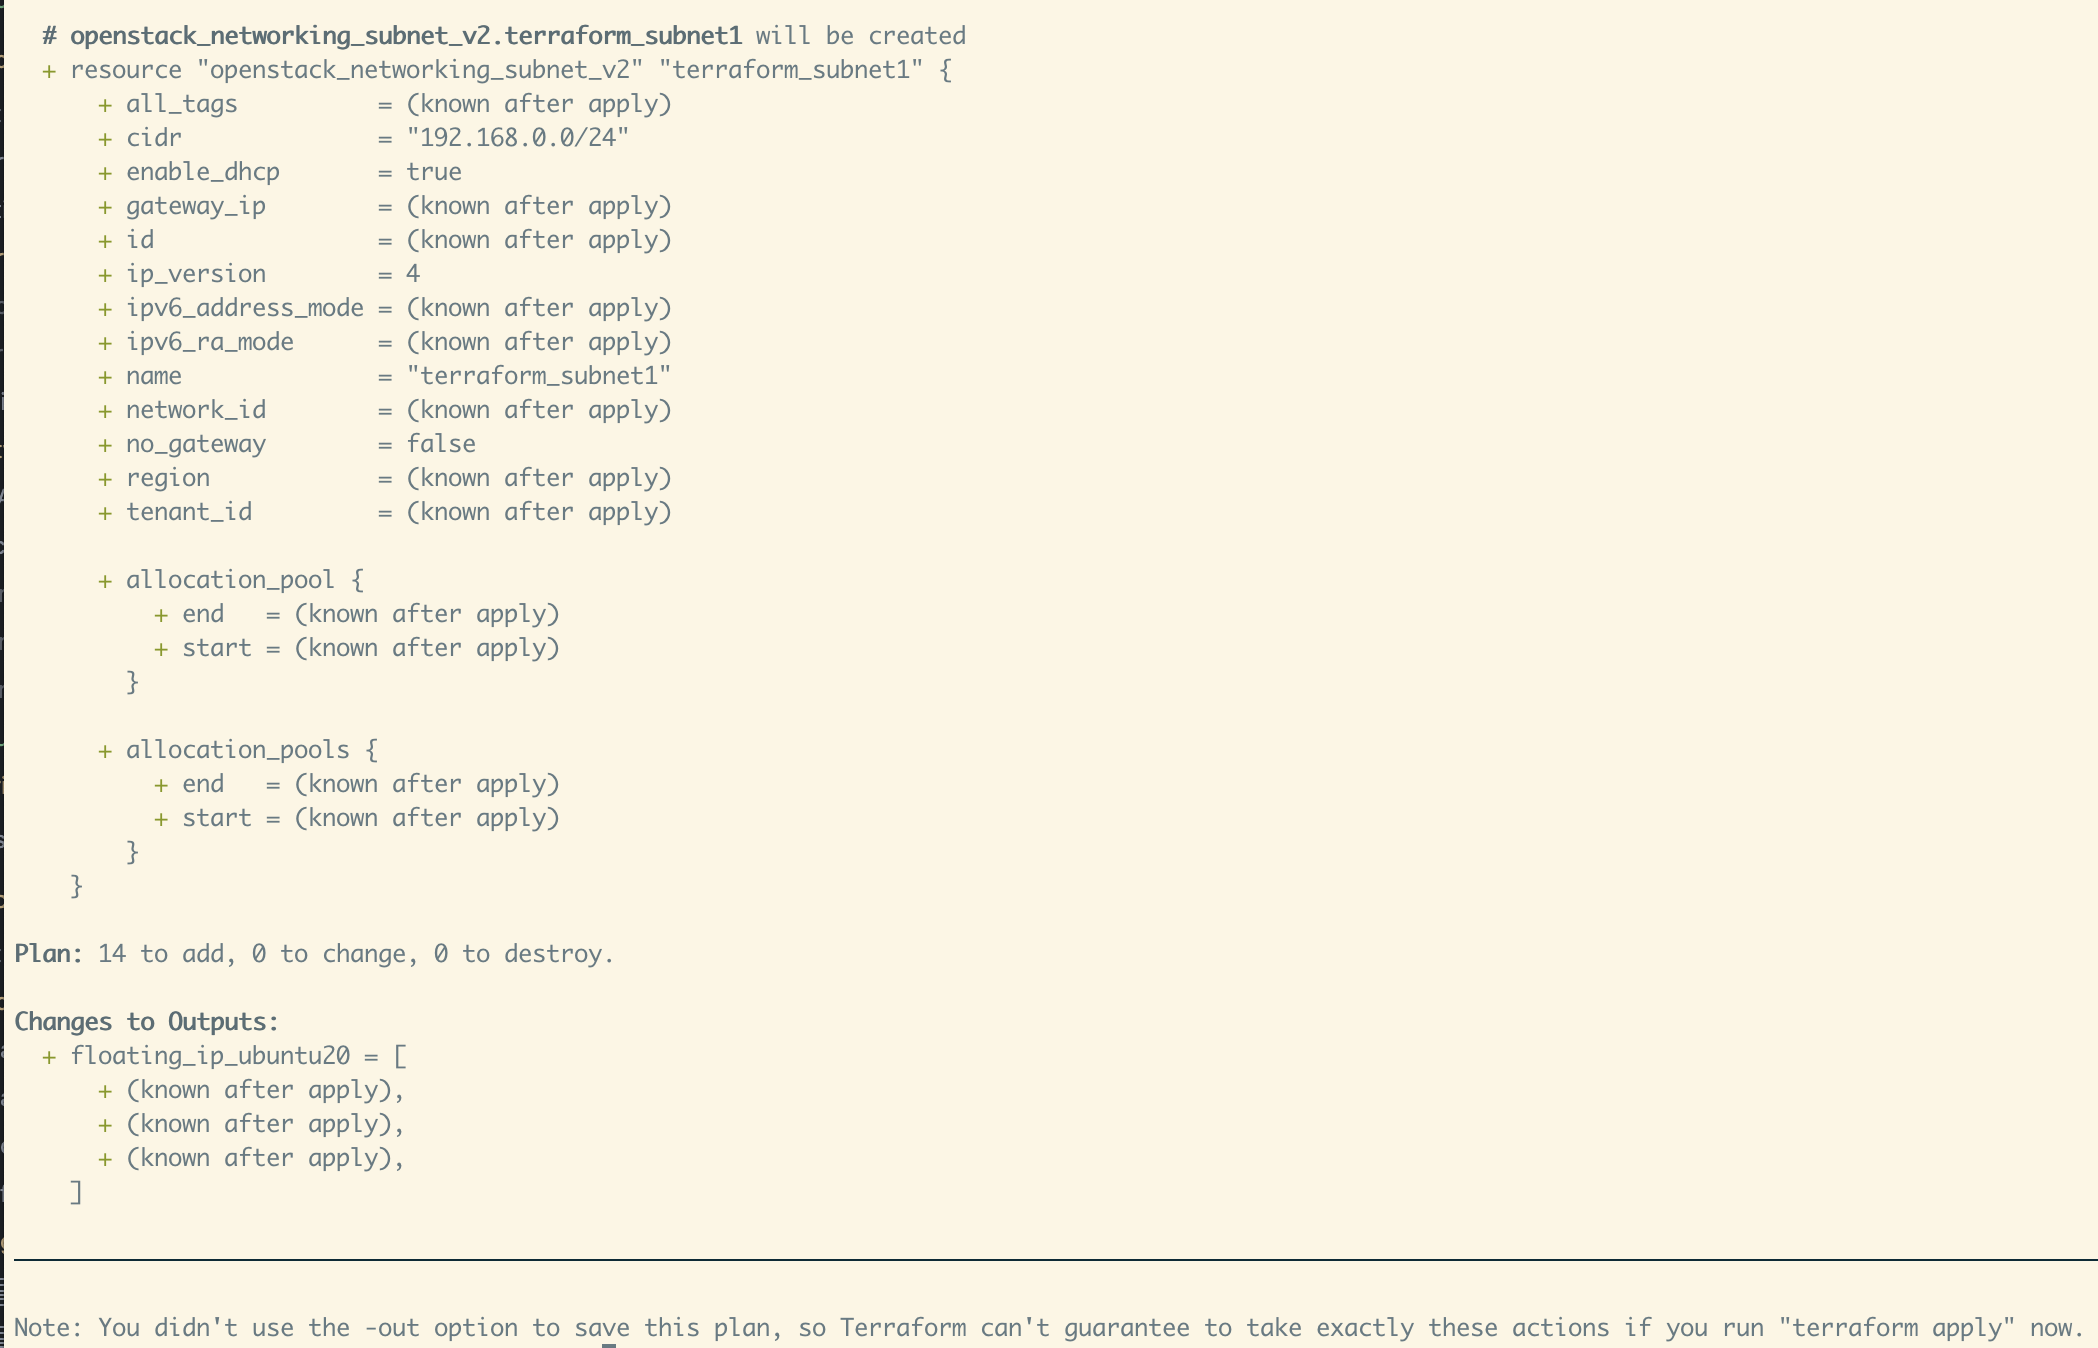 # openstack_networking_subnet_v2.terraform_subnet1 will be created
+ resource "openstack_networking_subnet_v2" "terraform_subnet1" {
+ all_tags = (known after apply)
+ cidr = "192.168.0.0/24"
+ enable_dhcp = true
+ gateway_ip = (known after apply)
+ id = (known after apply)
+ ip_version = 4
+ ipv6_address_mode = (known after apply)
+ ipv6_ra_mode = (known after apply)
+ name = "terraform_subnet1"
+ network_id = (known after apply)
+ no_gateway = false
+ region = (known after apply)
+ tenant_id = (known after apply)
+ allocation_pool {
+ end = (known after apply)
+ start = (known after apply)
}
+ allocation_pools {
+ end = (known after apply)
+ start = (known after apply)
}
}
Plan: 14 to add, 0 to change, 0 to destroy.
Changes to Outputs:
+ floating_ip_ubuntu20 = [
+ (known after apply),
+ (known after apply),
+ (known after apply),
]
Note: You didn't use the -out option to save this plan, so Terraform can't guarantee to take exactly these actions if you run "terraform apply" now.